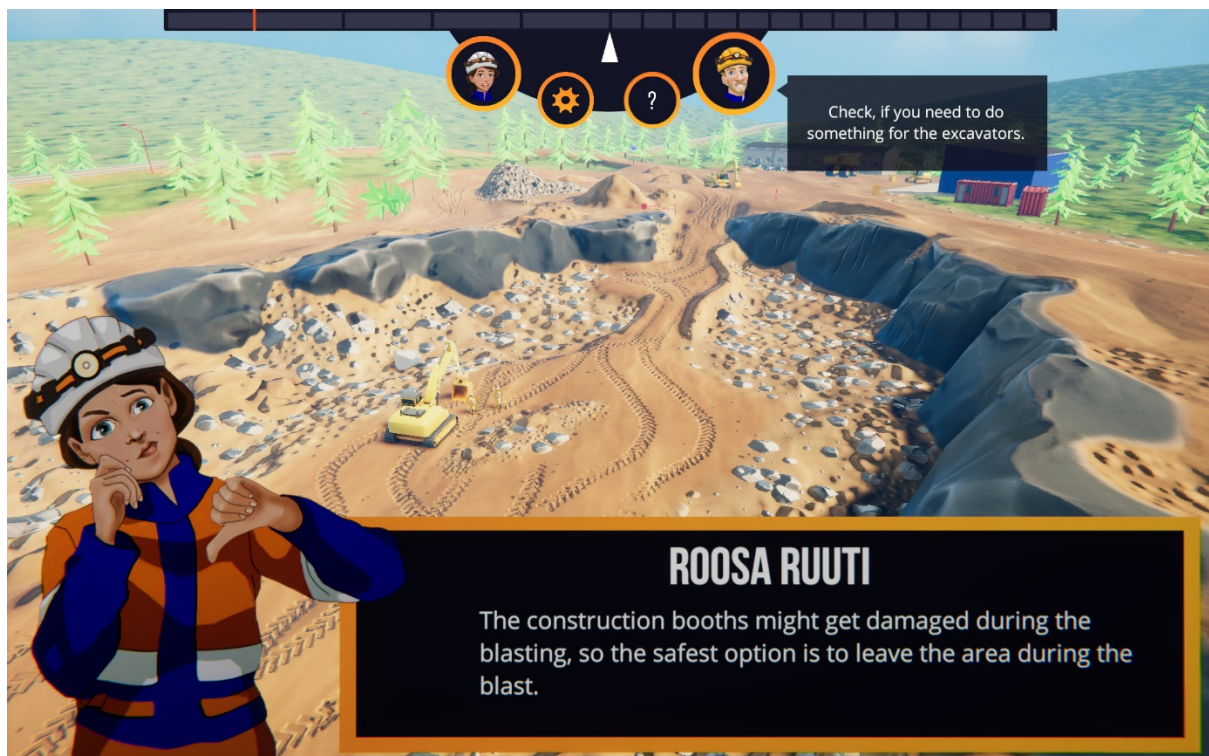 ?
Check, if you need to do
something for the excavators.
ROOSA RUUTI
The construction booths might get damaged during the
blasting, so the safest option is to leave the area during the
blast.